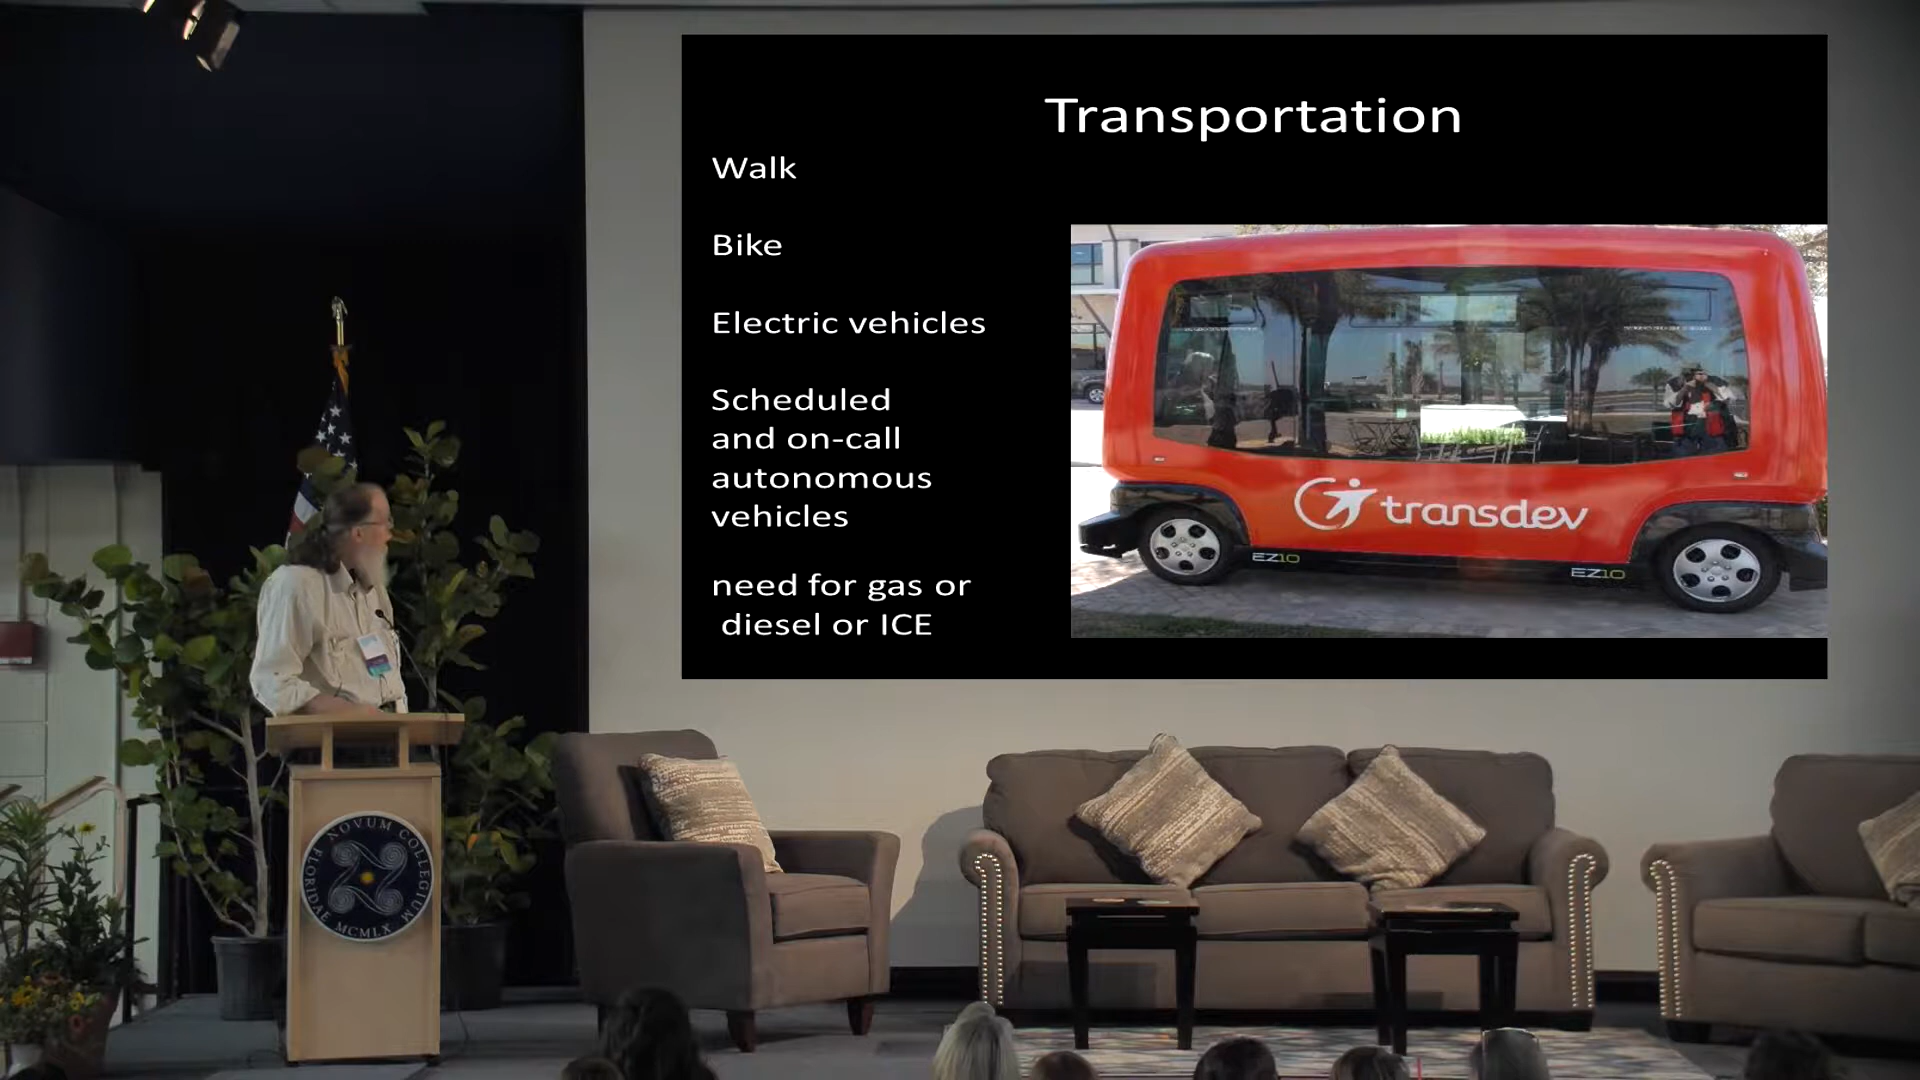 Transportation
Walk
Bike
Electric vehicles
Scheduled
and on-call
autonomous
vehicles
need for gas or
diesel or ICE
transdev
EZ10
EZ10
NOVUM COLLEGIUM
FLORIDAE
MCMLX